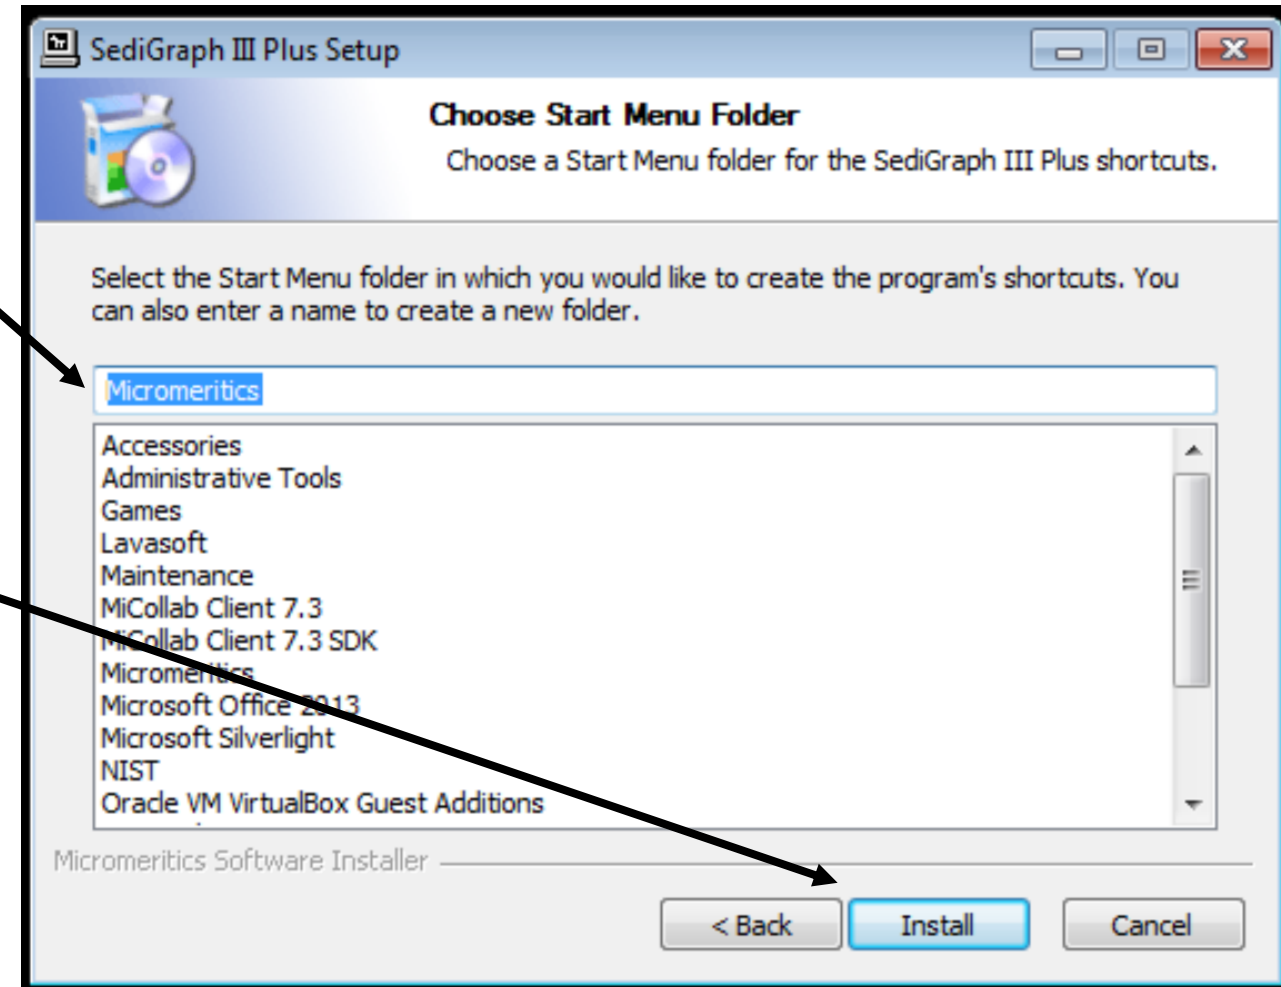 SediGraph III Plus Setup
Choose Start Menu Folder
Choose a Start Menu folder for the SediGraph III Plus shortcuts.
Select the Start Menu folder in which you would like to create the program's shortcuts. You
can also enter a name to create a new folder.
Micromeritics
Accessories
Administrative Tools
Games
Lavasoft
Maintenance
MiCollab Client 7.3
MiCollab Client 7.3 SDK
Micromeritics
Microsoft Office 2013
Microsoft Silverlight
NIST
Oracle VM VirtualBox Guest Additions
Micromeritics Software Installer
< Back Install Cancel